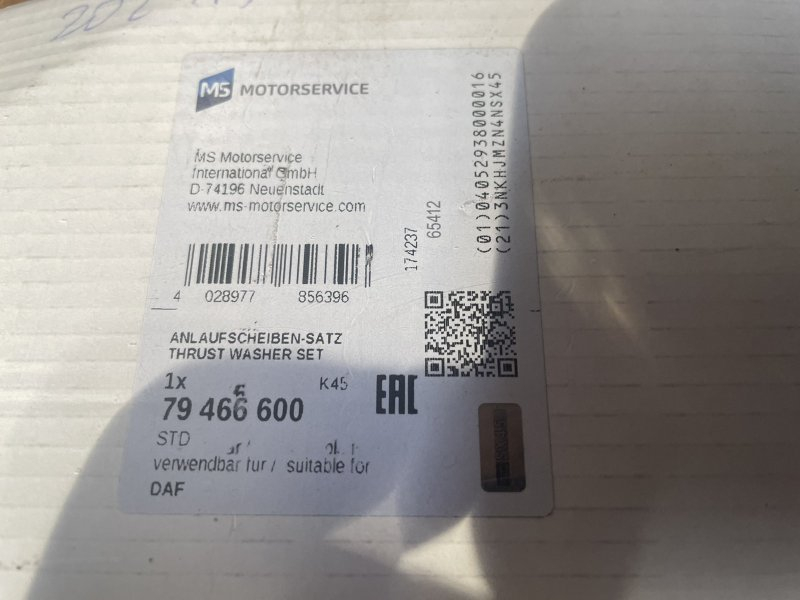 MS MOTORSERVICE
MS Motorservice
International GmbH
D-74196 Neuenstadt
www.ms-motorservice.com
4 028977 856396
174237
65412
(01)04052938000016
(21)3NKHJMZN4NSX45
ANLAUFSCHEIBEN-SATZ
THRUST WASHER SET
1x K45
79 466 600
EAC
STD
verwendbar für / suitable for
DAF